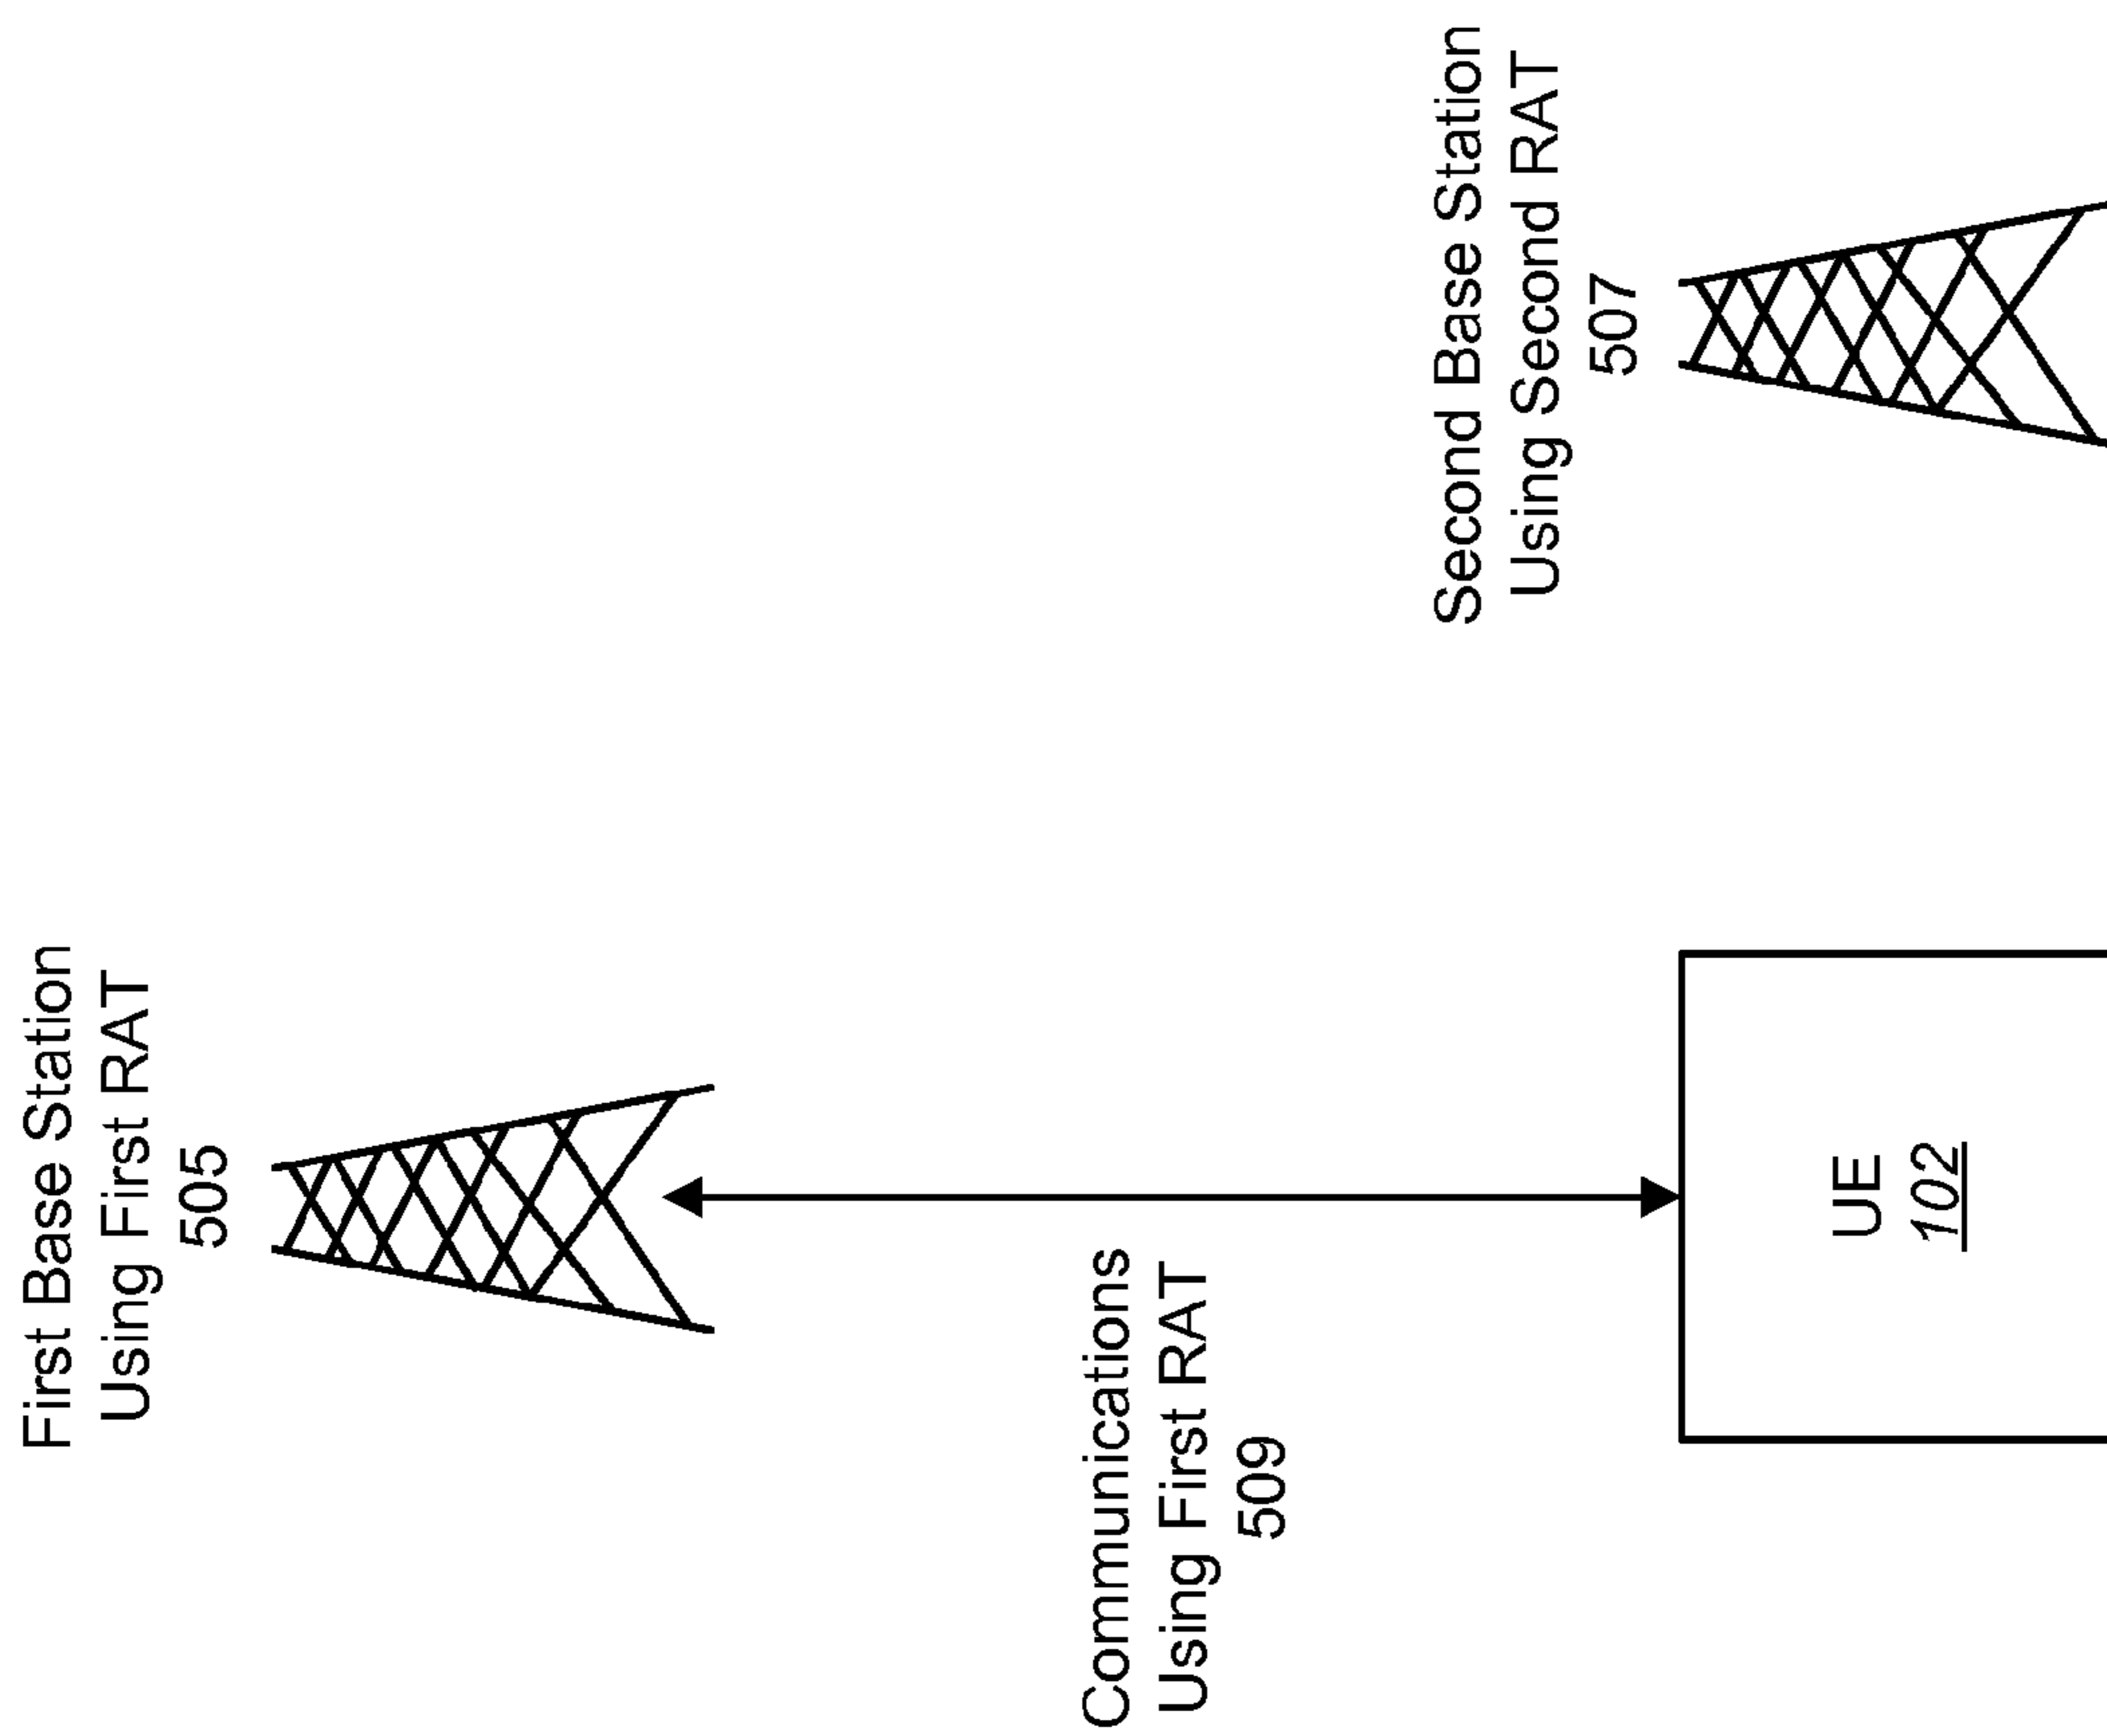 First Base Station
Using First RAT
505
Communications
Using First RAT
509
Second Base Station
Using Second RAT
507
UE
102